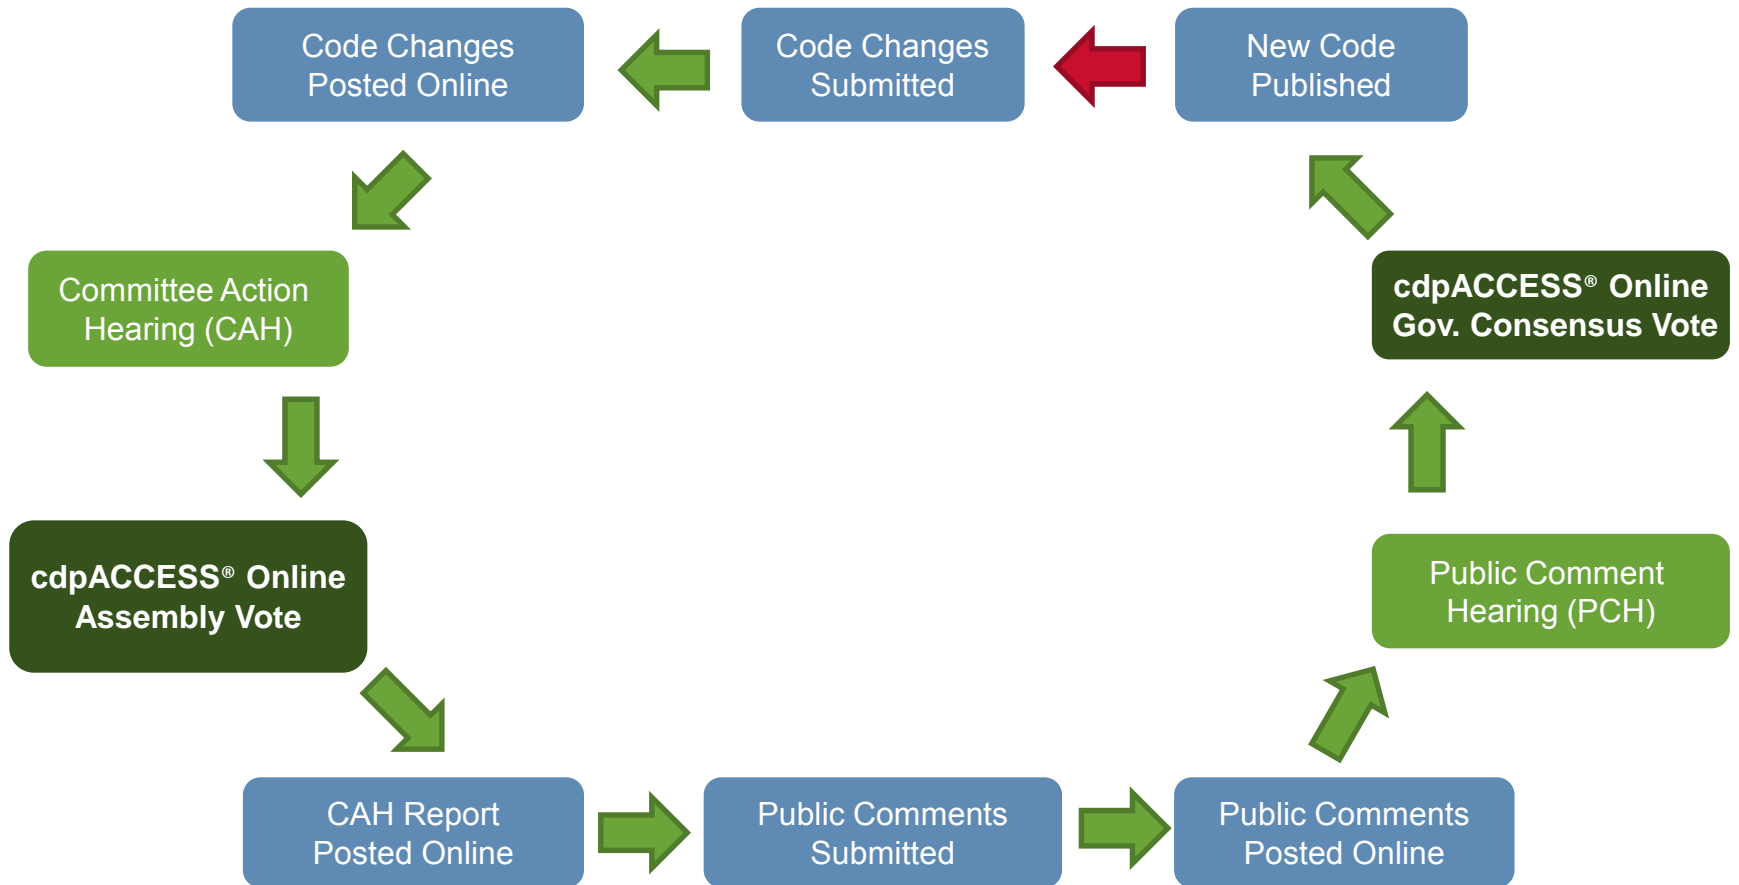 Code Changes
Posted Online
Code Changes
Submitted
New Code
Published
Committee Action
Hearing (CAH)
cdpACCESS® Online
Gov. Consensus Vote
cdpACCESS® Online
Assembly Vote
Public Comment
Hearing (PCH)
CAH Report
Posted Online
Public Comments
Submitted
Public Comments
Posted Online